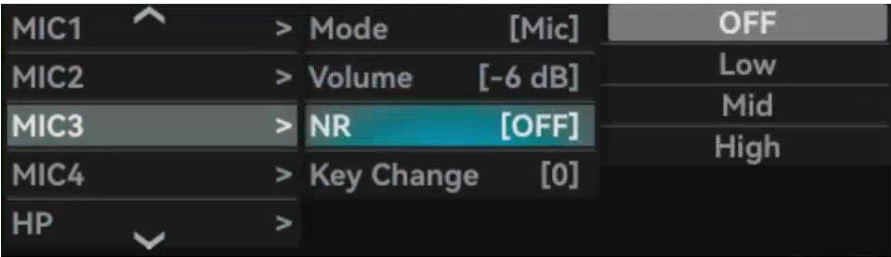 MIC1 > Mode [Mic] OFF
MIC2 > Volume [-6 dB] Low
MIC3 > NR [OFF] Mid
MIC4 > Key Change [0] High
HP >